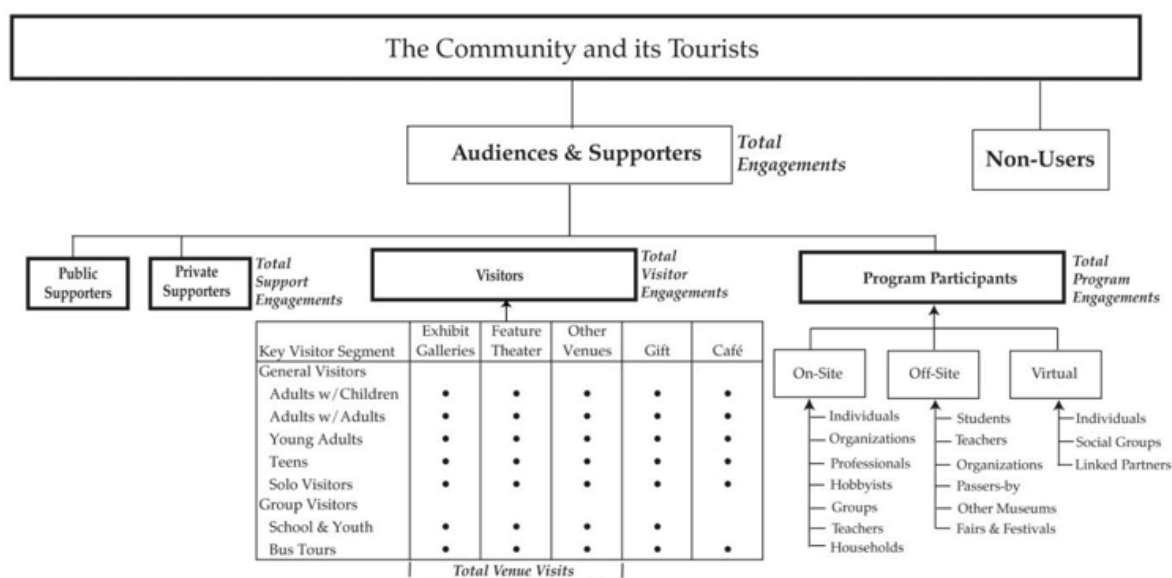 The Community and its Tourists
Audiences & Supporters
Total
Engagements
Non-Users
Public
Supporters
Private
Supporters
Total
Support
Engagements
Visitors
Total
Visitor
Engagements
Program Participants
Total
Program
Engagements
Key Visitor Segment
Exhibit
Galleries
Feature
Theater
Other
Venues
Gift
Café
General Visitors
Adults w/Children • • • • •
Adults w/Adults • • • • •
Young Adults • • • • •
Teens • • • • •
Solo Visitors • • • • •
Group Visitors
School & Youth • • • •
Bus Tours • • • • •
Total Venue Visits
On-Site
Individuals
Organizations
Professionals
Hobbyists
Groups
Teachers
Households
Off-Site
Students
Teachers
Organizations
Passers-by
Other Museums
Fairs & Festivals
Virtual
Individuals
Social Groups
Linked Partners